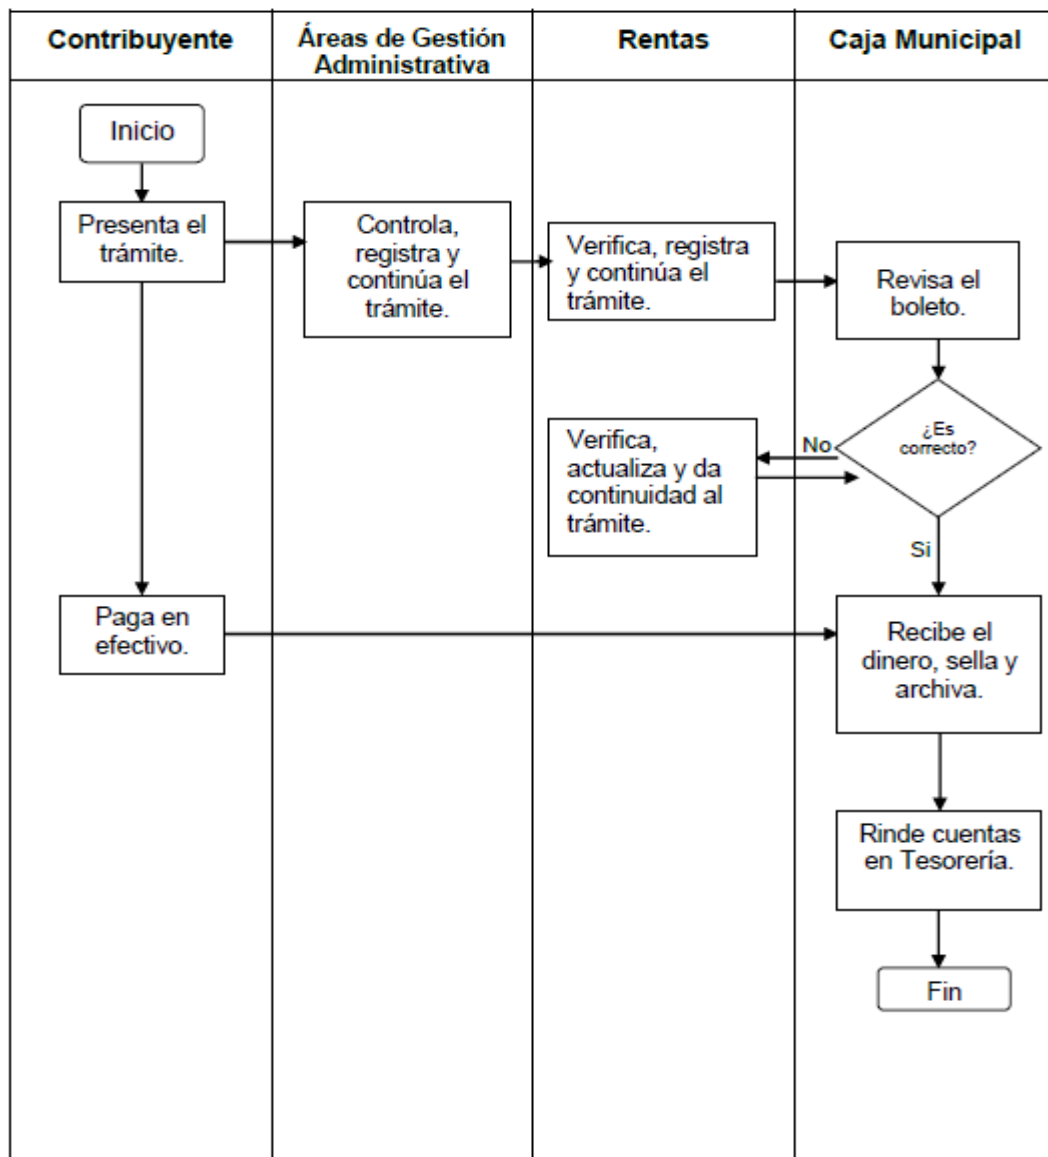 Contribuyente
Áreas de Gestión
Administrativa
Rentas
Caja Municipal
Inicio
Presenta el
trámite.
Controla,
registra y
continúa el
trámite.
Verifica, registra
y continúa el
trámite.
Revisa el
boleto.
¿Es
correcto?
No
Verifica,
actualiza y da
continuidad al
trámite.
Si
Paga en
efectivo.
Recibe el
dinero, sella y
archiva.
Rinde cuentas
en Tesorería.
Fin